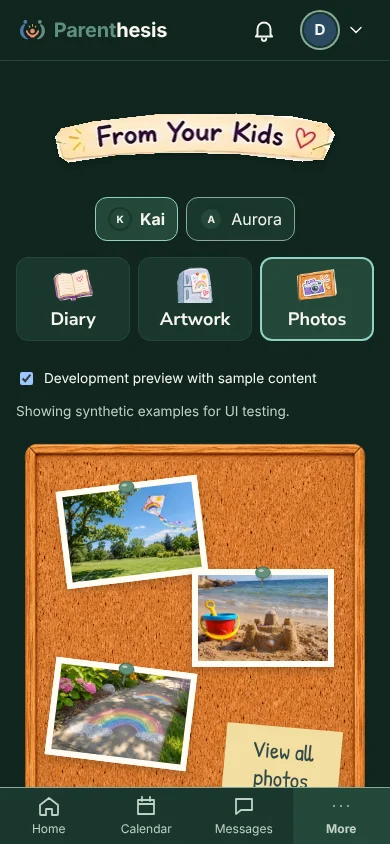 Parenthesis
D
From Your Kids
K Kai
A Aurora
Diary
Artwork
Photos
Development preview with sample content
Showing synthetic examples for UI testing.
View all
photos
Home
Calendar
Messages
More